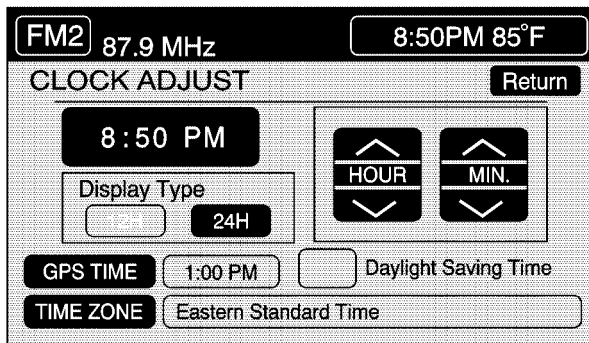 FM2 87.9 MHz 8:50PM 85°F
CLOCK ADJUST Return
8:50 PM
HOUR MIN.
Display Type
12H 24H
GPS TIME 1:00 PM Daylight Saving Time
TIME ZONE Eastern Standard Time